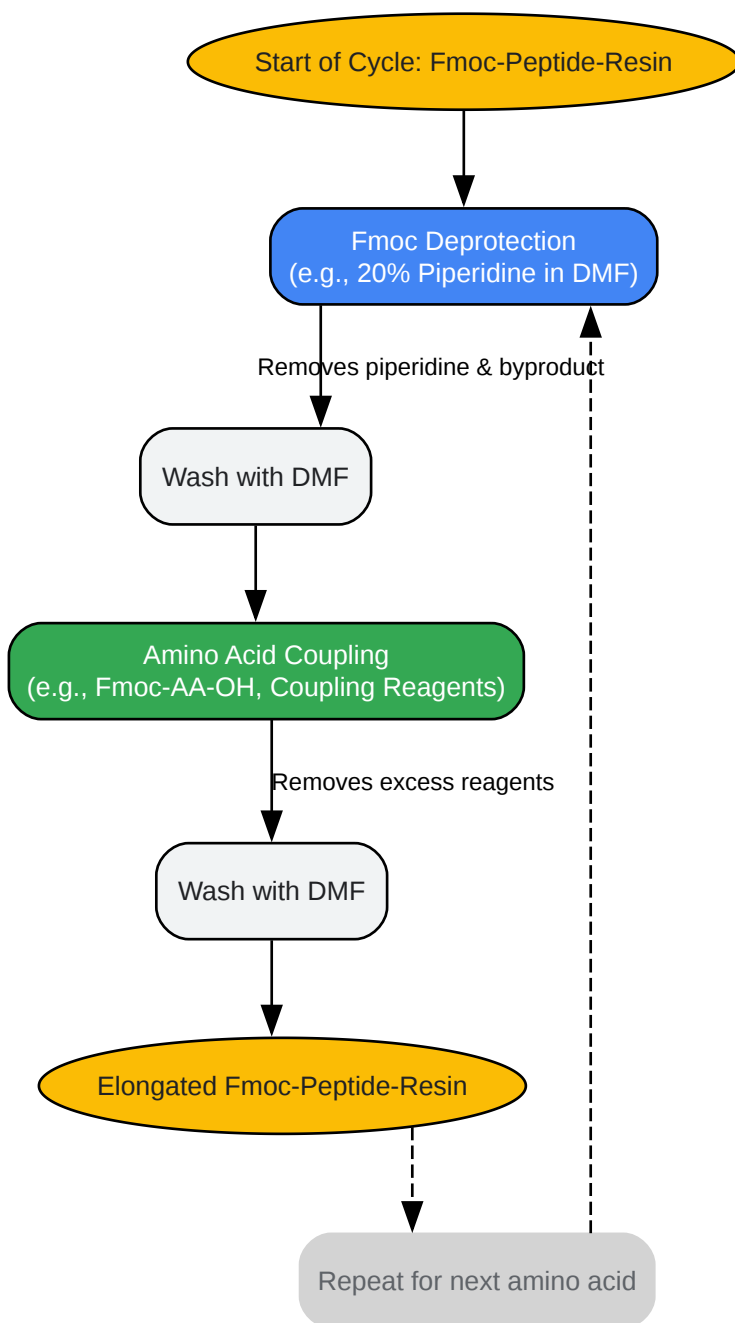 Start of Cycle: Fmoc-Peptide-Resin
Fmoc Deprotection
(e.g., 20% Piperidine in DMF)
Removes piperidine & byproduct
Wash with DMF
Amino Acid Coupling
(e.g., Fmoc-AA-OH, Coupling Reagents)
Removes excess reagents
Wash with DMF
Elongated Fmoc-Peptide-Resin
Repeat for next amino acid